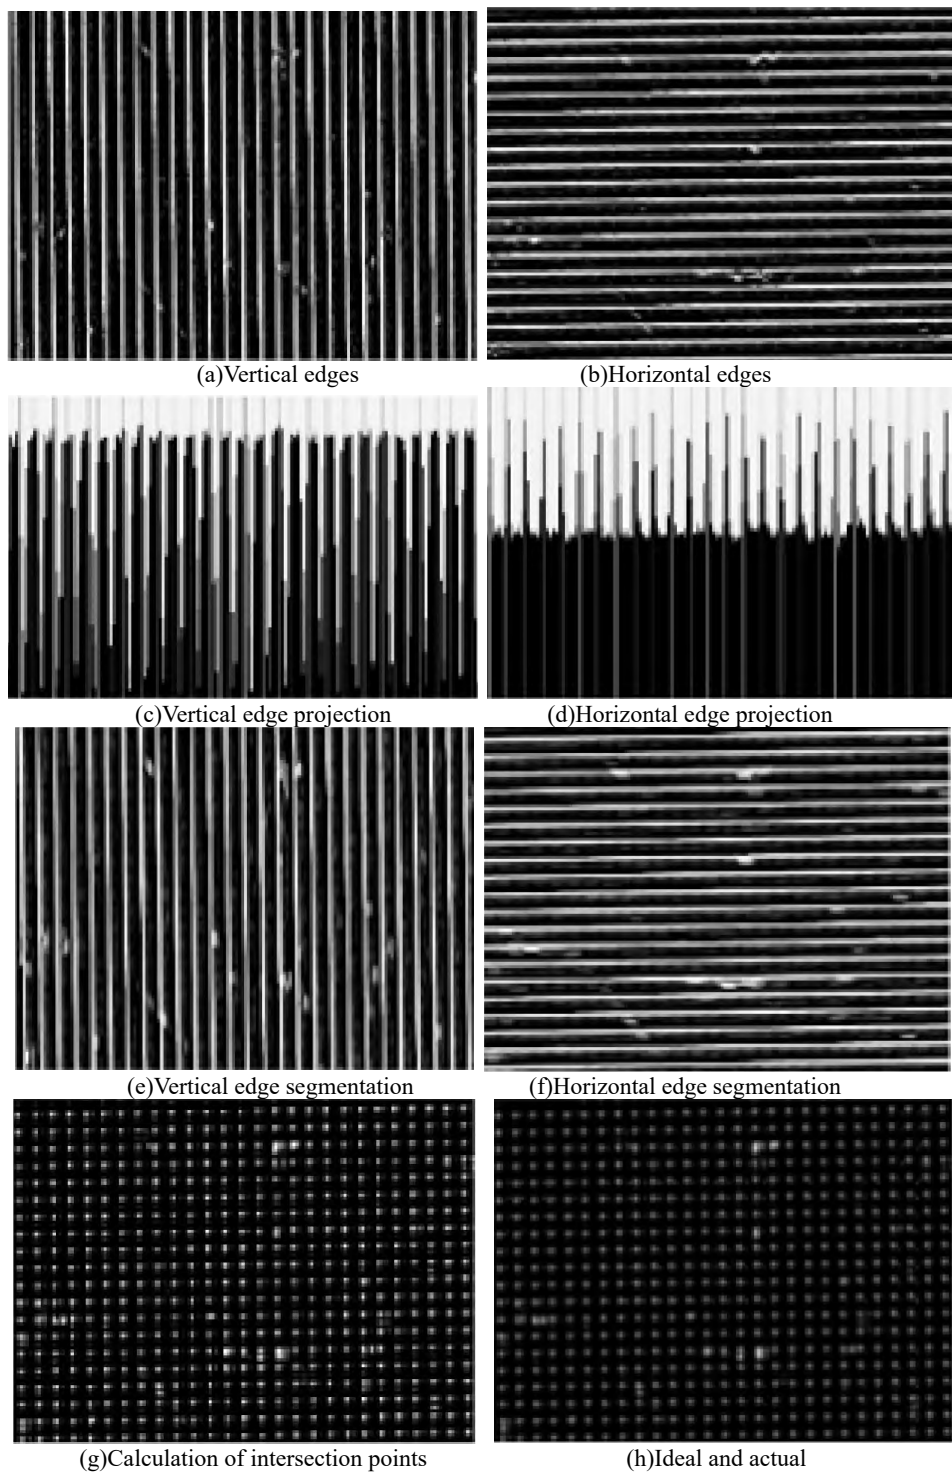 (a)Vertical edges
(b)Horizontal edges
(c)Vertical edge projection
(d)Horizontal edge projection
(e)Vertical edge segmentation
(f)Horizontal edge segmentation
(g)Calculation of intersection points
(h)Ideal and actual